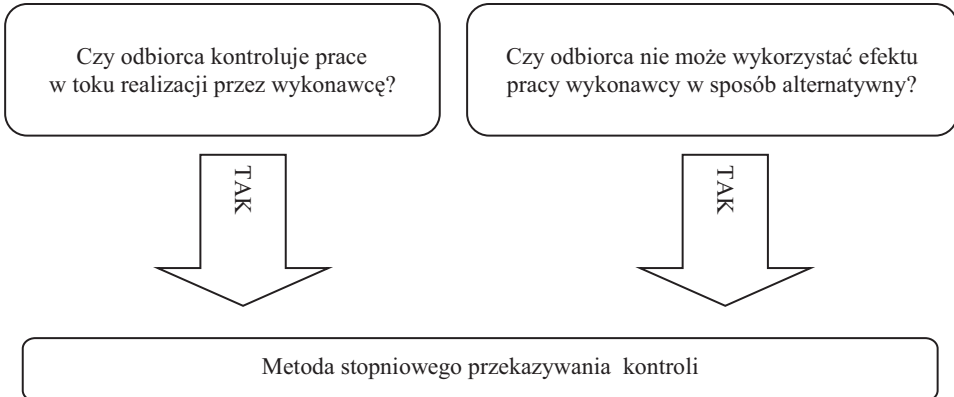 Czy odbiorca kontroluje prace
w toku realizacji przez wykonawcę?
Czy odbiorca nie może wykorzystać efektu
pracy wykonawcy w sposób alternatywny?
TAK
TAK
Metoda stopniowego przekazywania kontroli